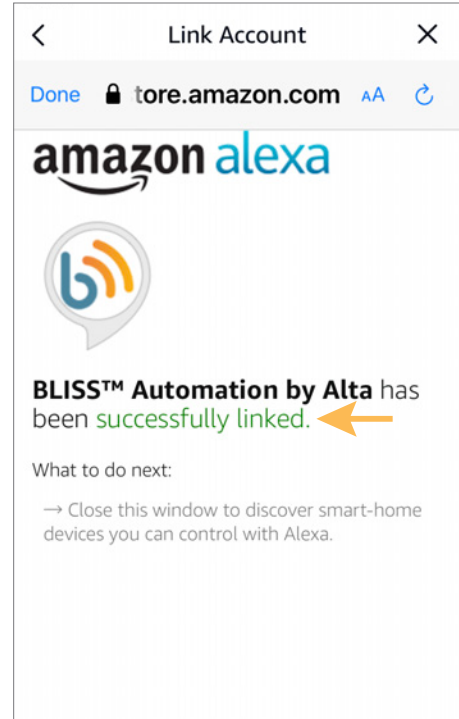 Link Account
Done tore.amazon.com AA
amazon alexa
b
BLISS™ Automation by Alta has
been successfully linked.
What to do next:
→ Close this window to discover smart-home
devices you can control with Alexa.